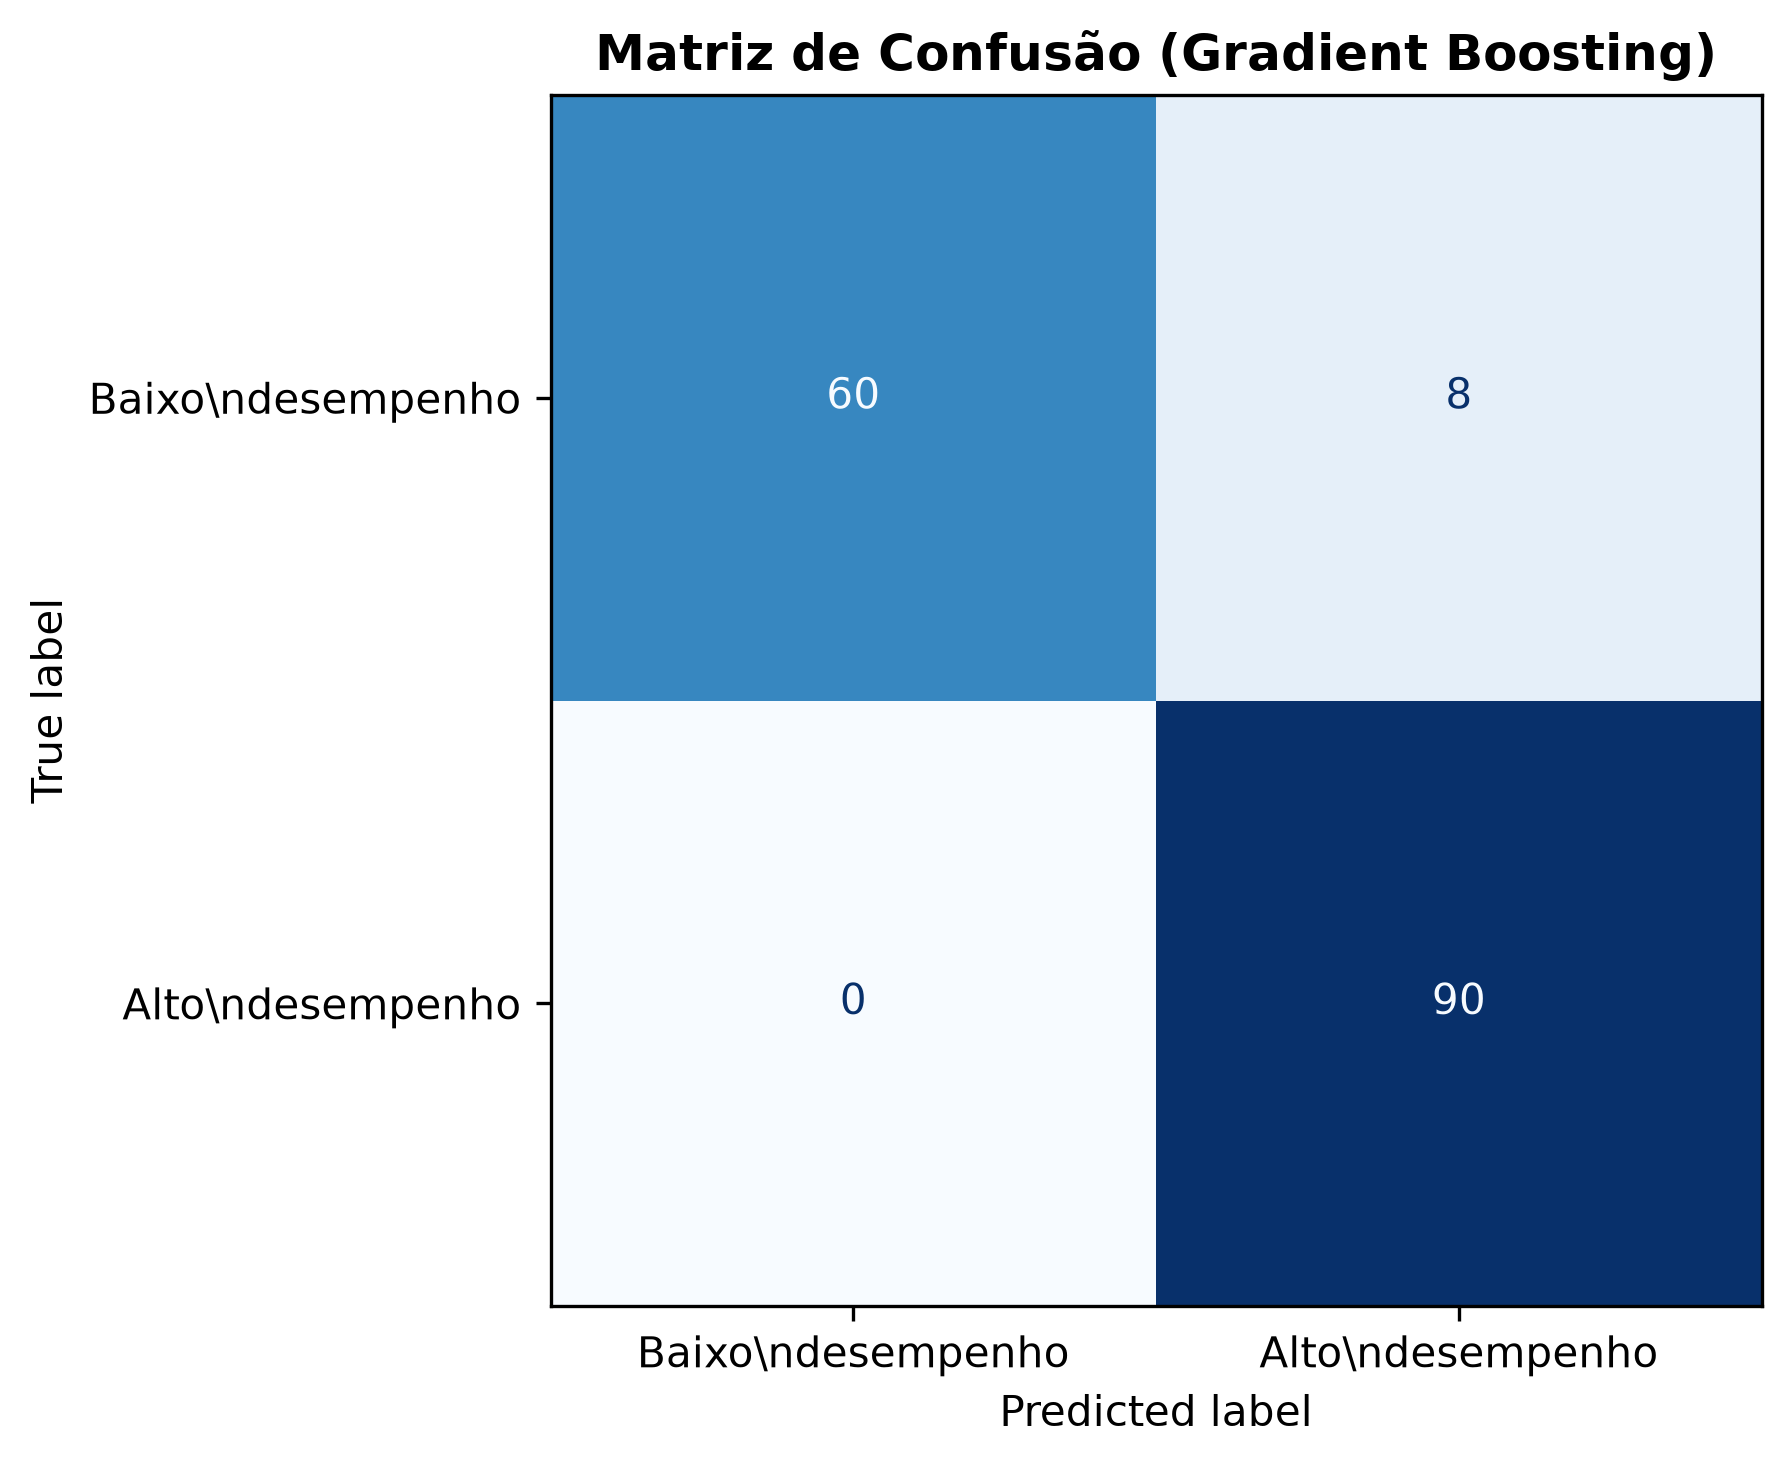 Matriz de Confusão (Gradient Boosting)
True label
Baixo\ndesempenho
60
8
Alto\ndesempenho
0
90
Baixo\ndesempenho
Alto\ndesempenho
Predicted label